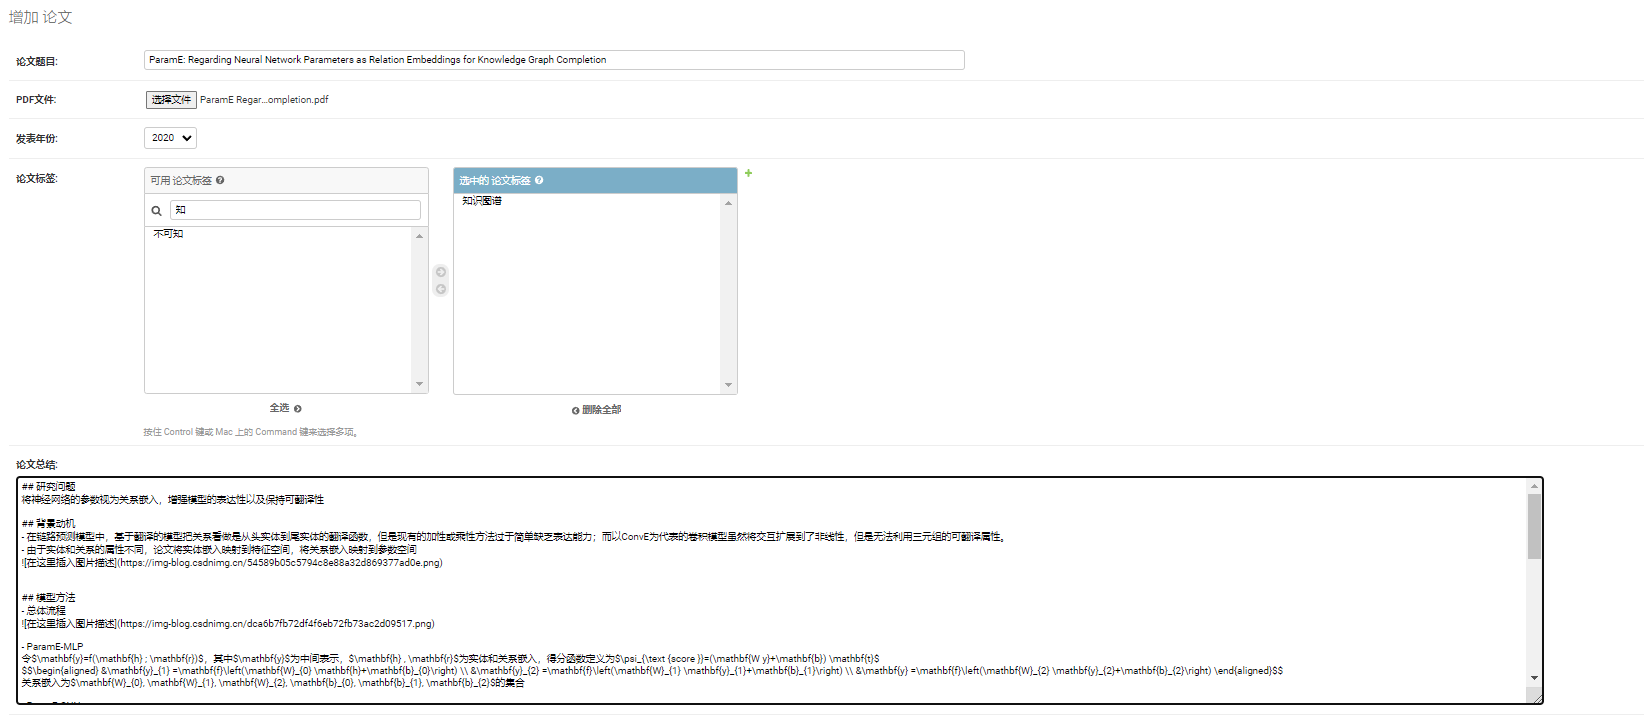 增加 论文
论文题目:
ParamE: Regarding Neural Network Parameters as Relation Embeddings for Knowledge Graph Completion
PDF文件:
选择文件 ParamE Regar...ompletion.pdf
发表年份:
2020
论文标签:
可用 论文标签
知
不可知
全选
选中的 论文标签
知识图谱
删除全部
按住 Control 键或 Mac 上的 Command 键来选择多项。
论文总结:
## 研究问题
将神经网络的参数视为关系嵌入，增强模型的表达性以及保持可翻译性
## 背景动机
- 在链路预测模型中，基于翻译的模型把关系看做是从头实体到尾实体的翻译函数，但是现有的加性或乘性方法过于简单缺乏表达能力；而以ConvE为代表的卷积模型虽然将交互扩展到了非线性，但是无法利用三元组的可翻译属性。
- 由于实体和关系的属性不同，论文将实体嵌入映射到特征空间，将关系嵌入映射到参数空间
![在这里插入图片描述](https://img-blog.csdnimg.cn/54589b05c5794c8e88a32d869377ad0e.png)
## 模型方法
- 总体流程
![在这里插入图片描述](https://img-blog.csdnimg.cn/dca6b7fb72df4f6eb72fb73ac2d09517.png)
- ParamE-MLP
令$\mathbf{y}=f(\mathbf{h} ; \mathbf{r})$，其中$\mathbf{y}$为中间表示，$\mathbf{h} , \mathbf{r}$为实体和关系嵌入，得分函数定义为$\psi_{\text {score }}=(\mathbf{W y}+\mathbf{b}) \mathbf{t}$
$$\begin{aligned} &\mathbf{y}_{1} =\mathbf{f}\left(\mathbf{W}_{0} \mathbf{h}+\mathbf{b}_{0}\right) \\ &\mathbf{y}_{2} =\mathbf{f}\left(\mathbf{W}_{1} \mathbf{y}_{1}+\mathbf{b}_{1}\right) \\ &\mathbf{y} =\mathbf{f}\left(\mathbf{W}_{2} \mathbf{y}_{2}+\mathbf{b}_{2}\right) \end{aligned}$$
关系嵌入为$\mathbf{W}_{0}, \mathbf{W}_{1}, \mathbf{W}_{2}, \mathbf{b}_{0}, \mathbf{b}_{1}, \mathbf{b}_{2}$的集合